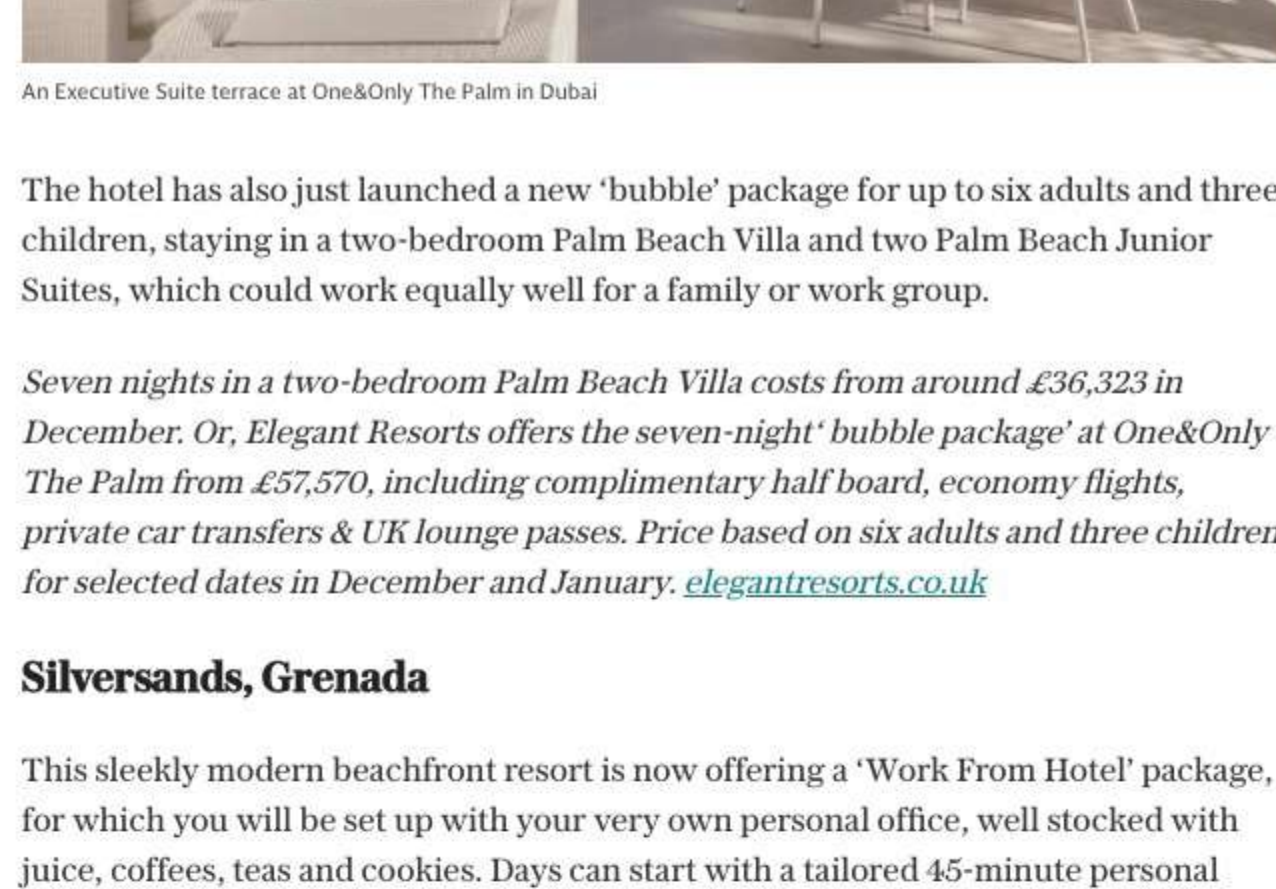 An Executive Suite terrace at One&Only The Palm in Dubai
The hotel has also just launched a new ‘bubble’ package for up to six adults and three
children, staying in a two-bedroom Palm Beach Villa and two Palm Beach Junior
Suites, which could work equally well for a family or work group.
Seven nights in a two-bedroom Palm Beach Villa costs from around £36,323 in
December. Or, Elegant Resorts offers the seven-night‘ bubble package’ at One&Only
The Palm from £57,570, including complimentary half board, economy flights,
private car transfers & UK lounge passes. Price based on six adults and three children
for selected dates in December and January. elegantresorts.co.uk
Silversands, Grenada
This sleekly modern beachfront resort is now offering a ‘Work From Hotel’ package,
for which you will be set up with your very own personal office, well stocked with
juice, coffees, teas and cookies. Days can start with a tailored 45-minute personal